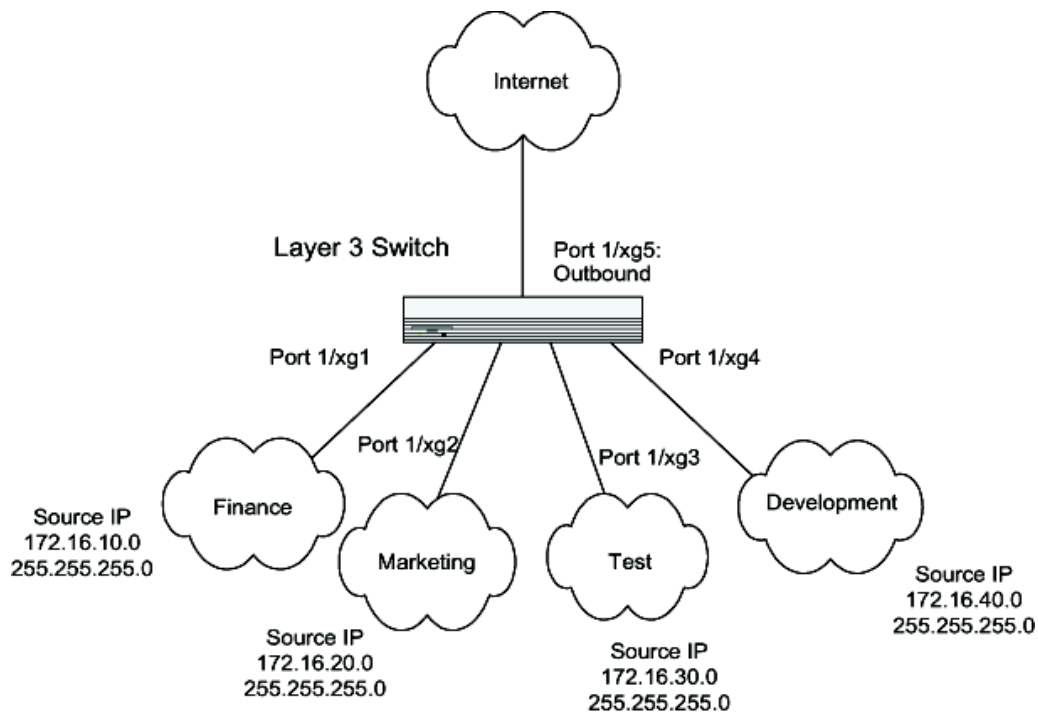 Internet
Layer 3 Switch
Port 1/xg5:
Outbound
Port 1/xg1
Port 1/xg4
Port 1/xg2
Port 1/xg3
Finance
Source IP
172.16.10.0
255.255.255.0
Marketing
Source IP
172.16.20.0
255.255.255.0
Test
Source IP
172.16.30.0
255.255.255.0
Development
Source IP
172.16.40.0
255.255.255.0